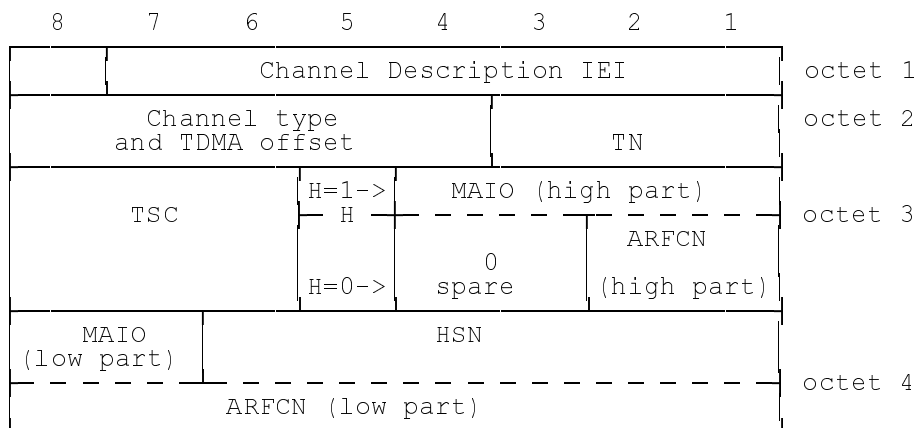 8 7 6 5 4 3 2 1
Channel Description IEI octet 1
Channel type octet 2
and TDMA offset TN
H=1-> MAIO (high part)
TSC H octet 3
ARFCN
0
H=0-> spare (high part)
MAIO HSN
(low part)
octet 4
ARFCN (low part)